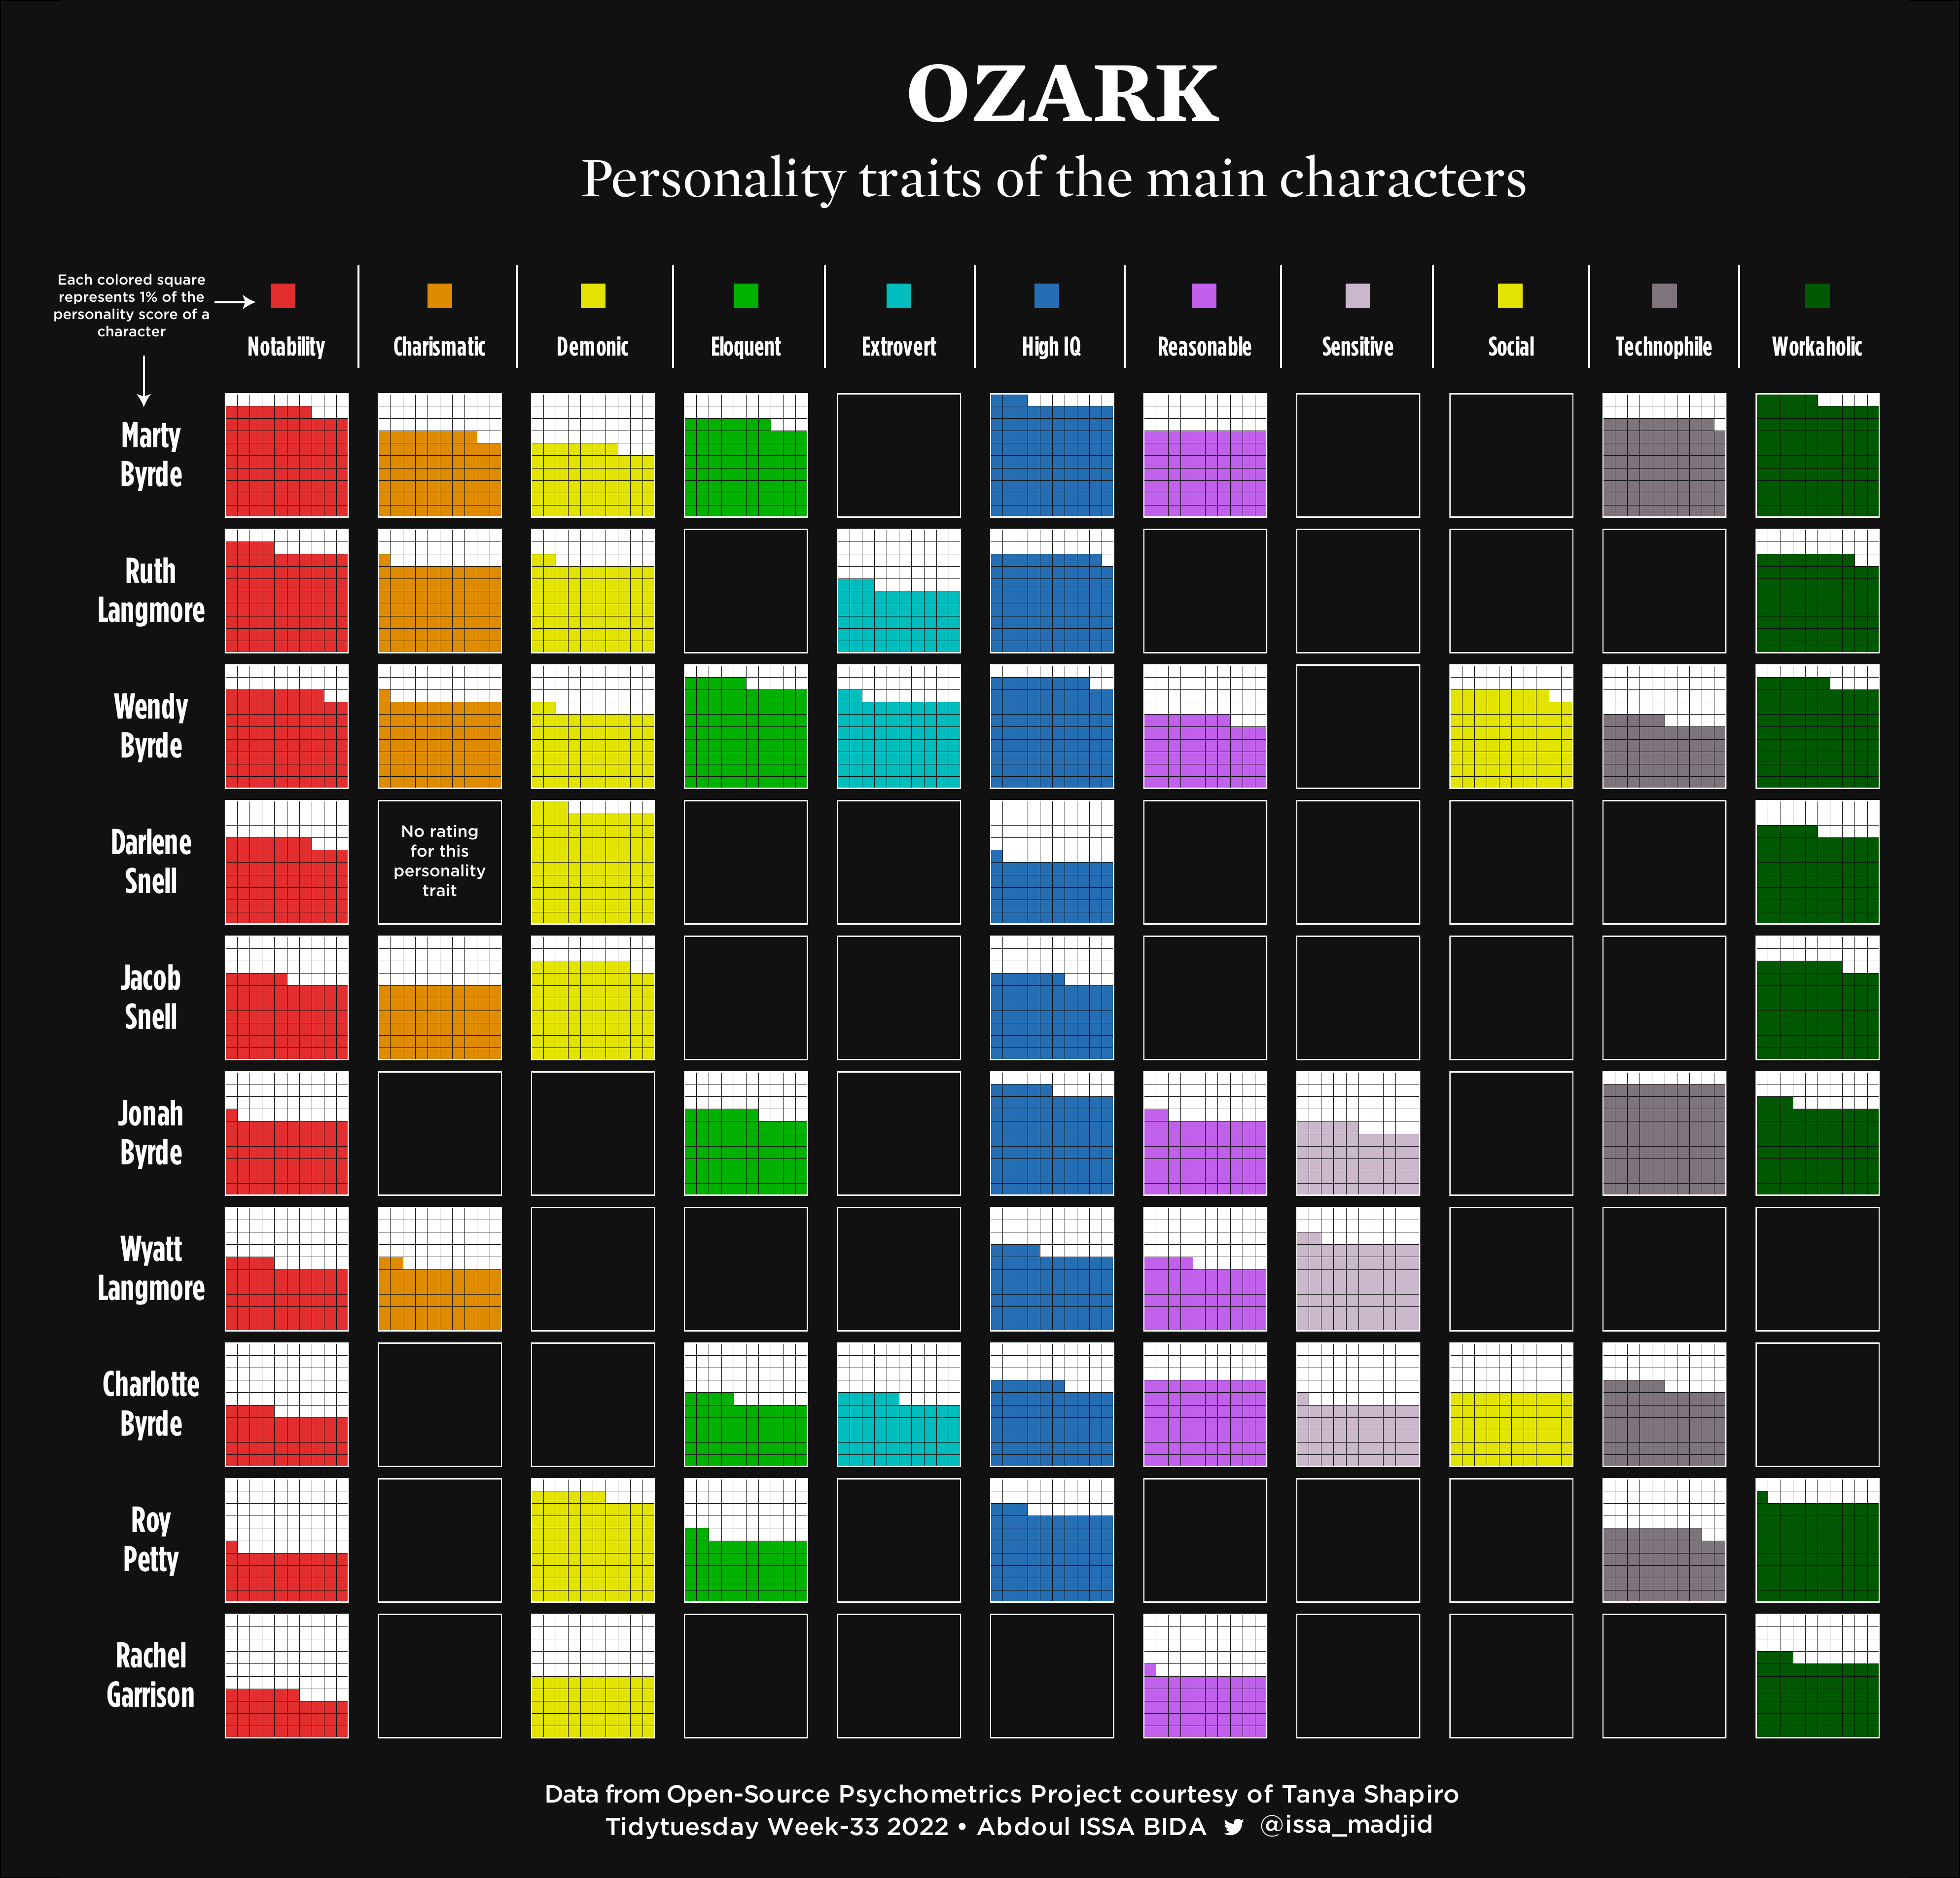 OZARK
Personality traits of the main characters
Each colored square
represents 1% of the
personality score of a
character
Notability
Charismatic
Demonic
Eloquent
Extrovert
High IQ
Reasonable
Sensitive
Social
Technophile
Workaholic
Marty
Byrde
Ruth
Langmore
Wendy
Byrde
Darlene
Snell
No rating
for this
personality
trait
Jacob
Snell
Jonah
Byrde
Wyatt
Langmore
Charlotte
Byrde
Roy
Petty
Rachel
Garrison
Data from Open-Source Psychometrics Project courtesy of Tanya Shapiro
Tidytuesday Week-33 2022 • Abdoul ISSA BIDA @issa_madjid